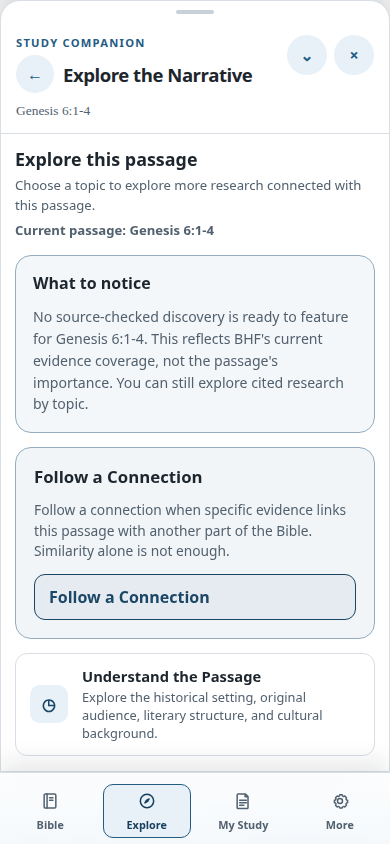 STUDY COMPANION
Explore the Narrative
Genesis 6:1-4
Explore this passage
Choose a topic to explore more research connected with
this passage.
Current passage: Genesis 6:1-4
What to notice
No source-checked discovery is ready to feature
for Genesis 6:1-4. This reflects BHF's current
evidence coverage, not the passage's
importance. You can still explore cited research
by topic.
Follow a Connection
Follow a connection when specific evidence links
this passage with another part of the Bible.
Similarity alone is not enough.
Follow a Connection
Understand the Passage
Explore the historical setting, original
audience, literary structure, and cultural
background.
Bible
Explore
My Study
More